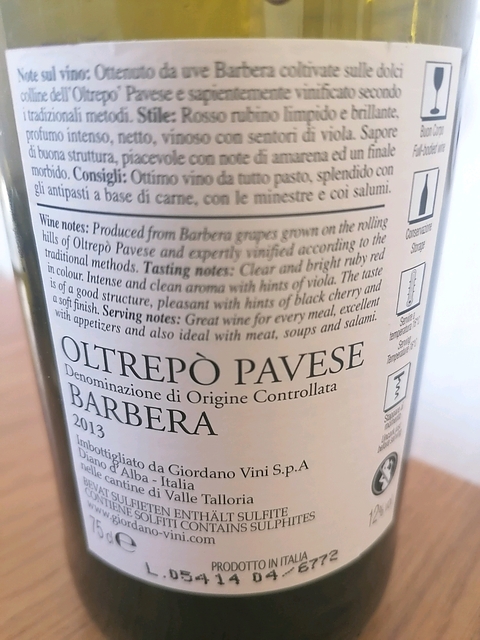 Note sul vino: Ottenuto da uve Barbera coltivate sulle dolci
colline dell'Oltrepo' Pavese e sapientemente vinificato secondo
i tradizionali metodi. Stile: Rosso rubino limpido e brillante,
profumo intenso, netto, vinoso con sentori di viola. Sapore
di buona struttura, piacevole con note di amarena ed un finale
morbido. Consigli: Ottimo vino da tutto pasto, splendido con
gli antipasti a base di carne, con le minestre e coi salumi.
Wine notes: Produced from Barbera grapes grown on the rolling
hills of Oltrepò Pavese and expertly vinified according to the
traditional methods. Tasting notes: Clear and bright ruby red
in colour. Intense and clean aroma with hints of viola. The taste
is of a good structure, pleasant with hints of black cherry and
a soft finish. Serving notes: Great wine for every meal, excellent
with appetizers and also ideal with meat, soups and salami.
OLTREPÒ PAVESE
Denominazione di Origine Controllata
BARBERA
2013
Imbottigliato da Giordano Vini S.p.A
Diano d'Alba - Italia
nelle cantine di Valle Talloria
BEVAT SULFIETEN ENTHÄLT SULFITE
CONTIENE SOLFITI CONTAINS SULPHITES
www.giordano-vini.com
75 cl e
PRODOTTO IN ITALIA
L.05414 04-6772
Buon Corpo
Full-bodied wine
Conservazione
Storage
12%